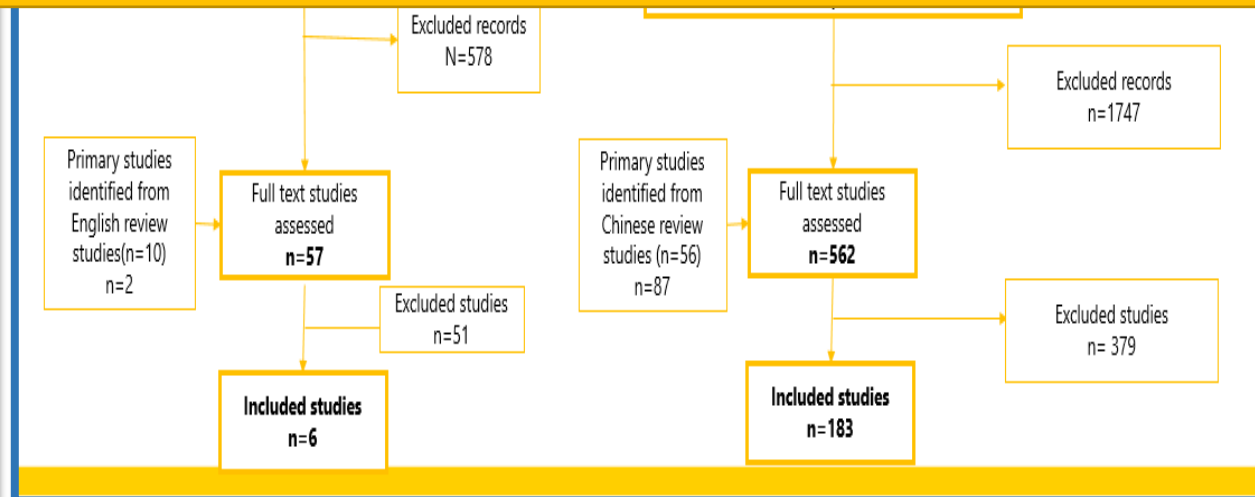 Excluded records
N=578
Primary studies
identified from
English review
studies(n=10)
n=2
Full text studies
assessed
n=57
Excluded studies
n=51
Included studies
n=6
Excluded records
n=1747
Primary studies
identified from
Chinese review
studies (n=56)
n=87
Full text studies
assessed
n=562
Excluded studies
n= 379
Included studies
n=183